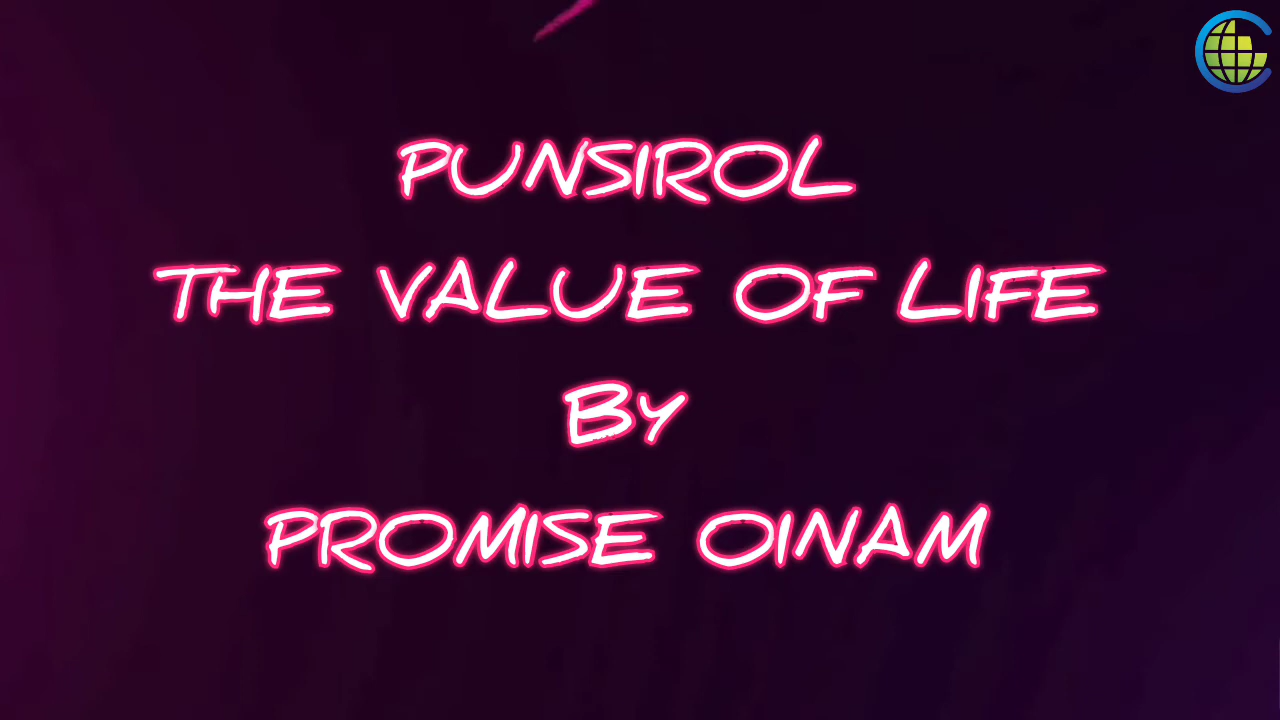 PUNSIROL
THE VALUE OF LIFE
BY
PROMISE OINAM